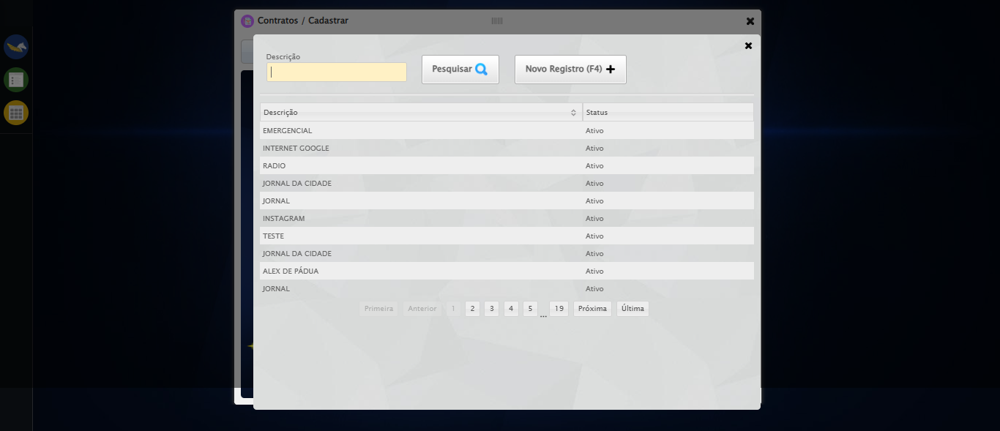 Contratos / Cadastrar
Descrição
Pesquisar
Novo Registro (F4)
Descrição Status
EMERGENCIAL Ativo
INTERNET GOOGLE Ativo
RADIO Ativo
JORNAL DA CIDADE Ativo
JORNAL Ativo
INSTAGRAM Ativo
TESTE Ativo
JORNAL DA CIDADE Ativo
ALEX DE PÁDUA Ativo
JORNAL Ativo
Primeira Anterior 1 2 3 4 5 ... 19 Próxima Última